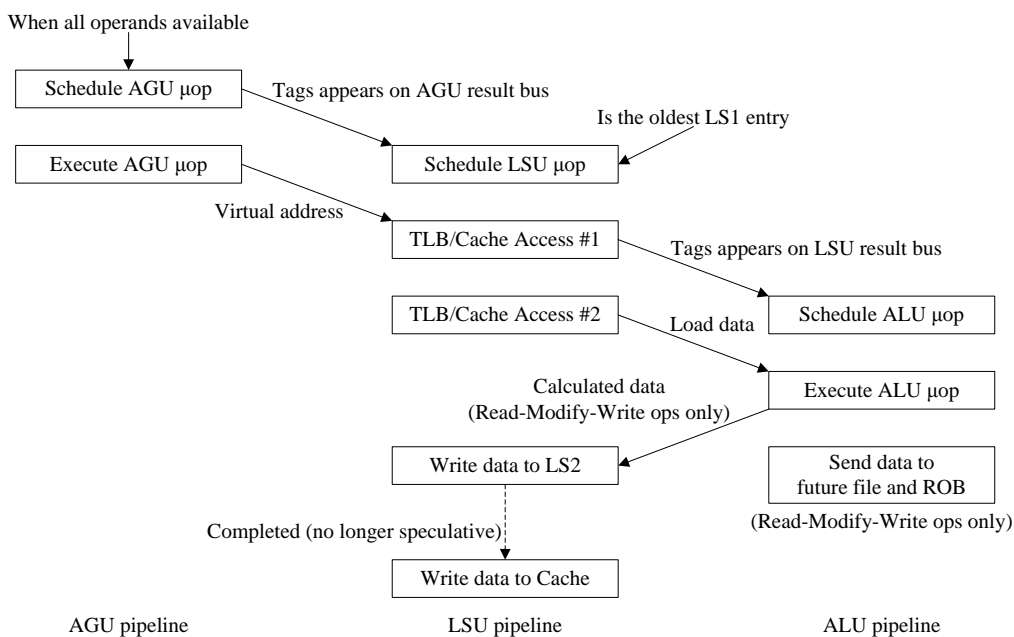 When all operands available
Schedule AGU μop
Tags appears on AGU result bus
Is the oldest LS1 entry
Execute AGU μop
Schedule LSU μop
Virtual address
TLB/Cache Access #1
Tags appears on LSU result bus
TLB/Cache Access #2
Load data
Schedule ALU μop
Calculated data
(Read-Modify-Write ops only)
Execute ALU μop
Write data to LS2
Send data to
future file and ROB
(Read-Modify-Write ops only)
Completed (no longer speculative)
Write data to Cache
AGU pipeline
LSU pipeline
ALU pipeline